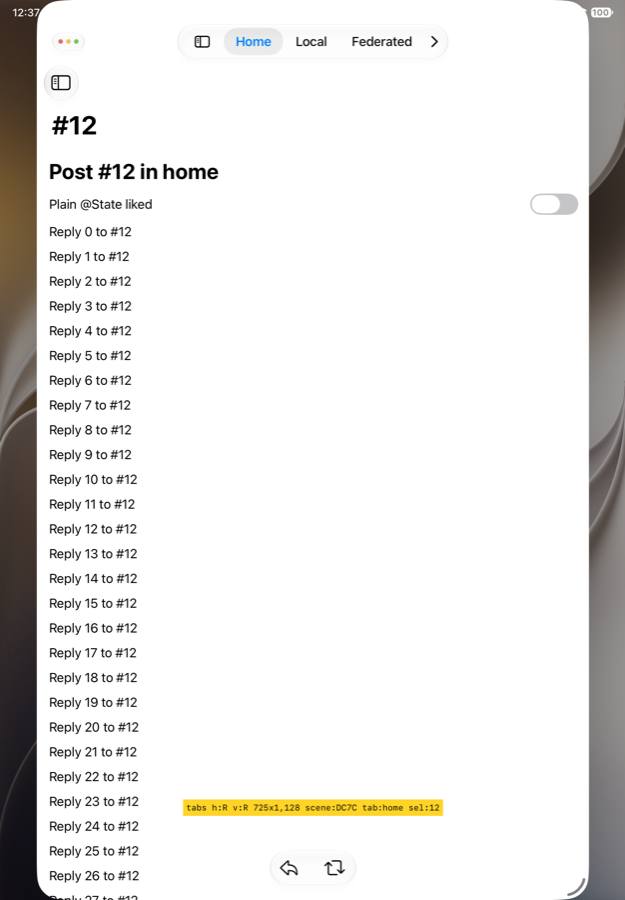 12:37
100
Home Local Federated
#12
Post #12 in home
Plain @State liked
Reply 0 to #12
Reply 1 to #12
Reply 2 to #12
Reply 3 to #12
Reply 4 to #12
Reply 5 to #12
Reply 6 to #12
Reply 7 to #12
Reply 8 to #12
Reply 9 to #12
Reply 10 to #12
Reply 11 to #12
Reply 12 to #12
Reply 13 to #12
Reply 14 to #12
Reply 15 to #12
Reply 16 to #12
Reply 17 to #12
Reply 18 to #12
Reply 19 to #12
Reply 20 to #12
Reply 21 to #12
Reply 22 to #12
Reply 23 to #12
tabs h:R v:R 725x1,128 scene:DC7C tab:home sel:12
Reply 24 to #12
Reply 25 to #12
Reply 26 to #12
Reply 27 to #12